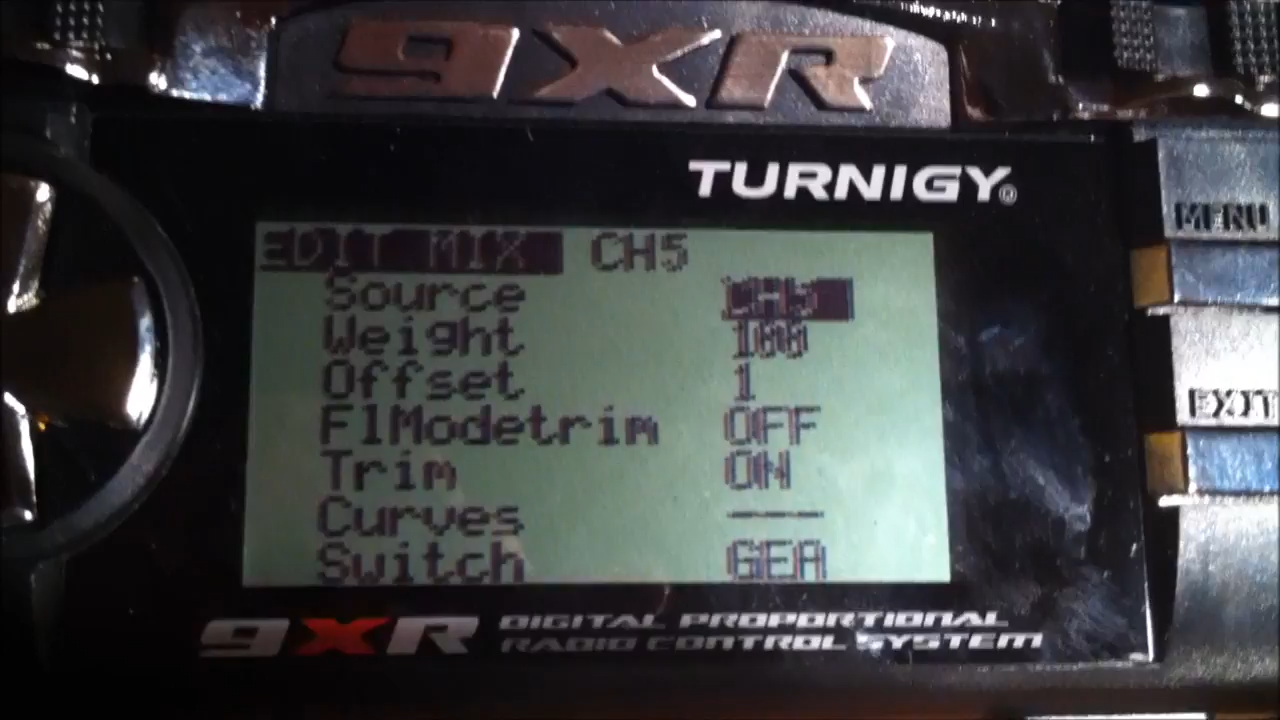 9XR
TURNIGY®
MENU
EDIT MIX CH5
Source CH5
Weight 100
Offset 1
FlModetrim OFF
EXIT
Trim ON
Curves ----
Switch GEA
9XR DIGITAL PROPORTIONAL
RADIO CONTROL SYSTEM